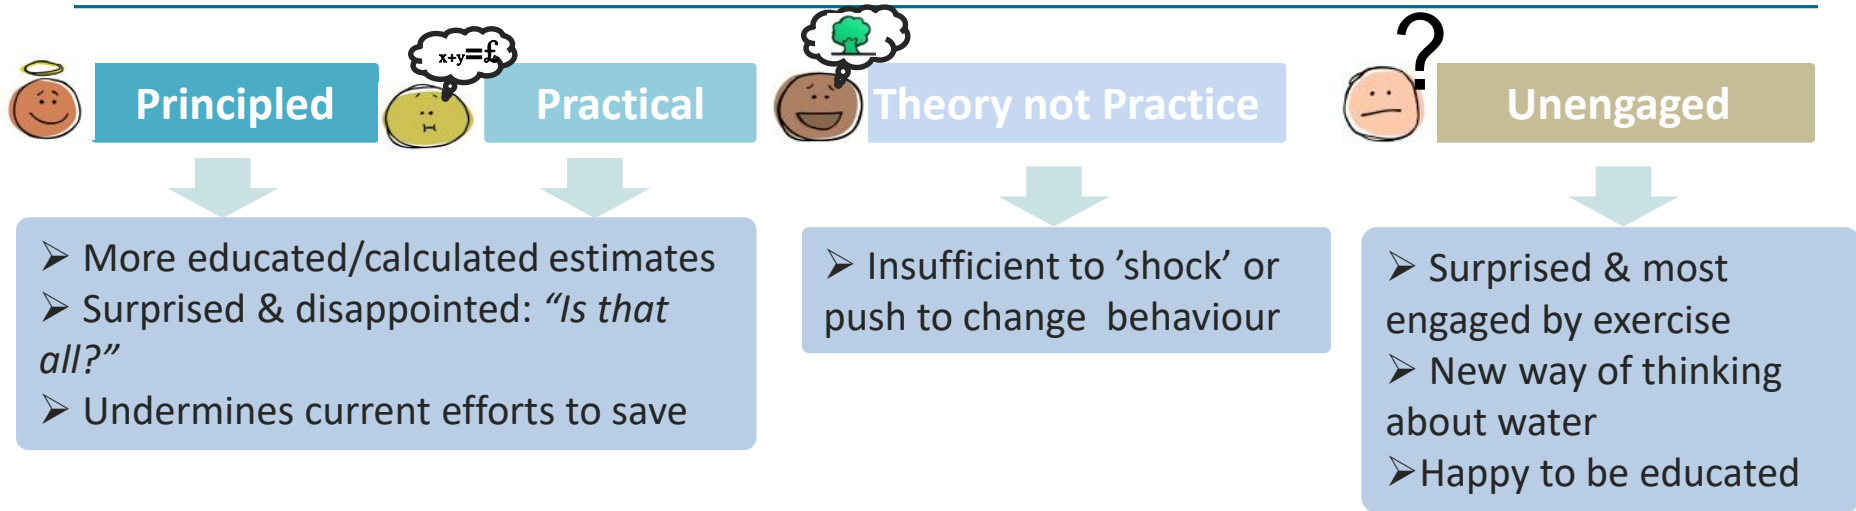 x+y=£
?
Principled
Practical
Theory not Practice
Unengaged
➢ More educated/calculated estimates
➢ Surprised & disappointed: “Is that
all?”
➢ Undermines current efforts to save
➢ Insufficient to ’shock’ or
push to change behaviour
➢ Surprised & most
engaged by exercise
➢ New way of thinking
about water
➢Happy to be educated